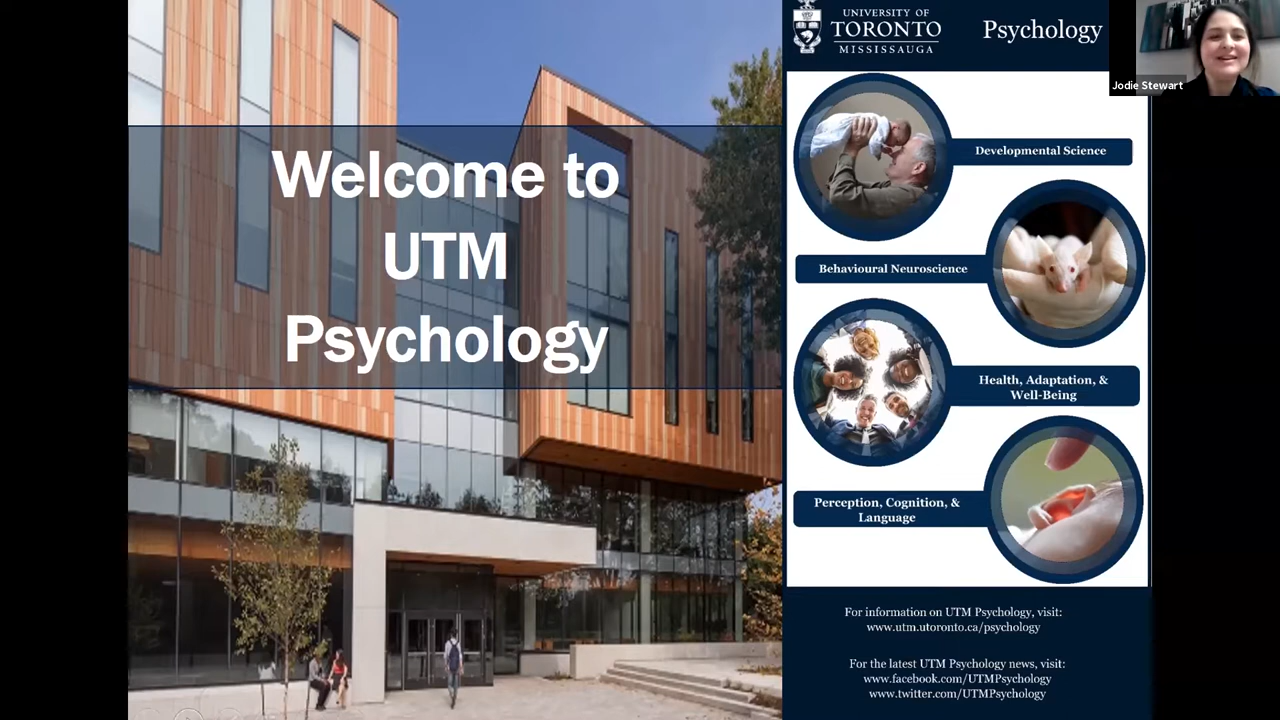 Welcome to
UTM
Psychology
UNIVERSITY OF
TORONTO
MISSISSAUGA
Psychology
Jodie Stewart
Developmental Science
Behavioural Neuroscience
Health, Adaptation, &
Well-Being
Perception, Cognition, &
Language
For information on UTM Psychology, visit:
www.utm.utoronto.ca/psychology
For the latest UTM Psychology news, visit:
www.facebook.com/UTMPsychology
www.twitter.com/UTMPsychology